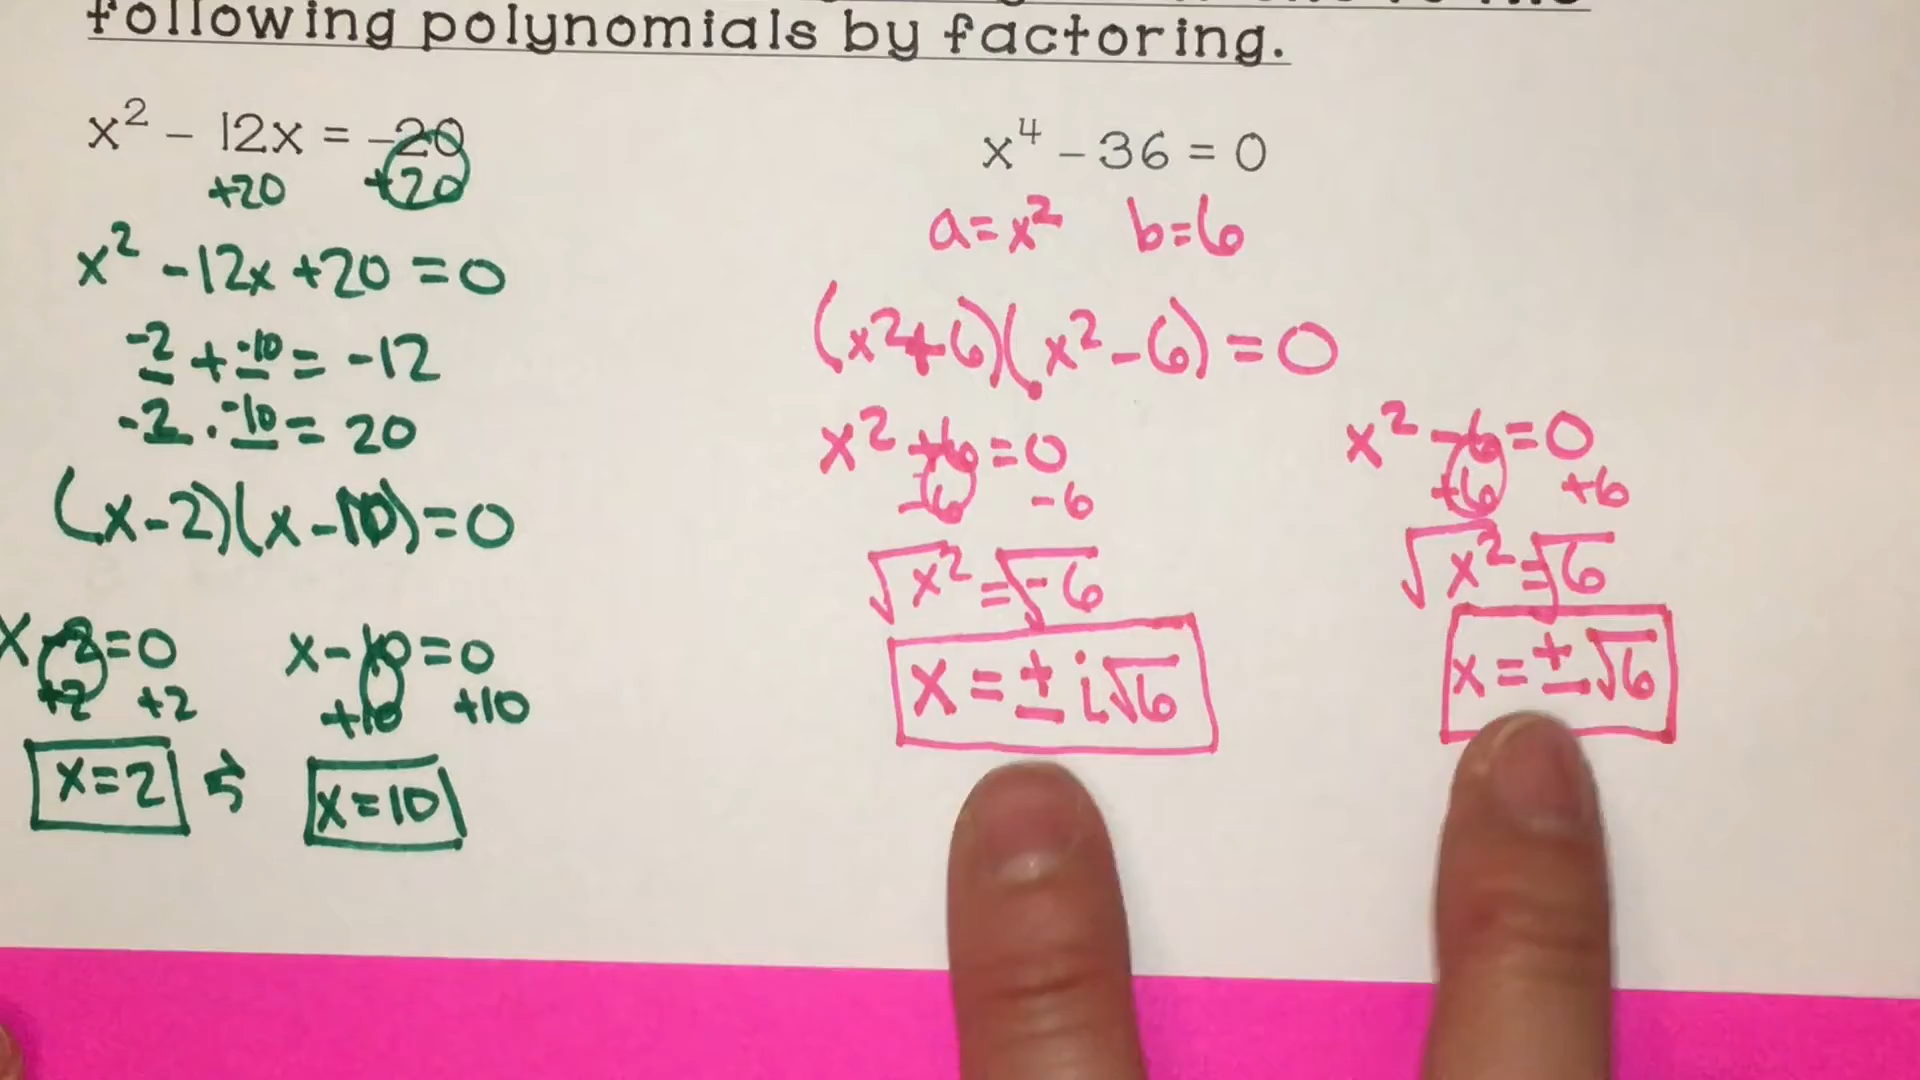 following polynomials by factoring.
x² - 12x = -20
+20 +20
x² - 12x + 20 = 0
-2 + -10 = -12
-2 · -10 = 20
(x-2)(x-10) = 0
x-2=0 x-10=0
+2 +2 +10 +10
x=2 x=10
x⁴ - 36 = 0
a=x² b=6
(x²+6)(x²-6) = 0
x²+6=0 x²-6=0
-6 -6 +6 +6
√x² = √-6 √x² = √6
x = ± i√6 x = ± √6